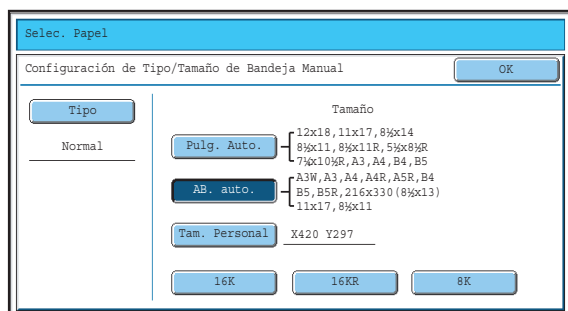 Selec. Papel
Configuración de Tipo/Tamaño de Bandeja Manual
OK
Tipo
Normal
Tamaño
Pulg. Auto.
12x18,11x17,8½x14
8½x11,8½x11R,5½x8½R
7¼x10½R,A3,A4,B4,B5
AB. auto.
A3W,A3,A4,A4R,A5R,B4
B5,B5R,216x330(8½x13)
11x17,8½x11
Tam. Personal
X420 Y297
16K
16KR
8K